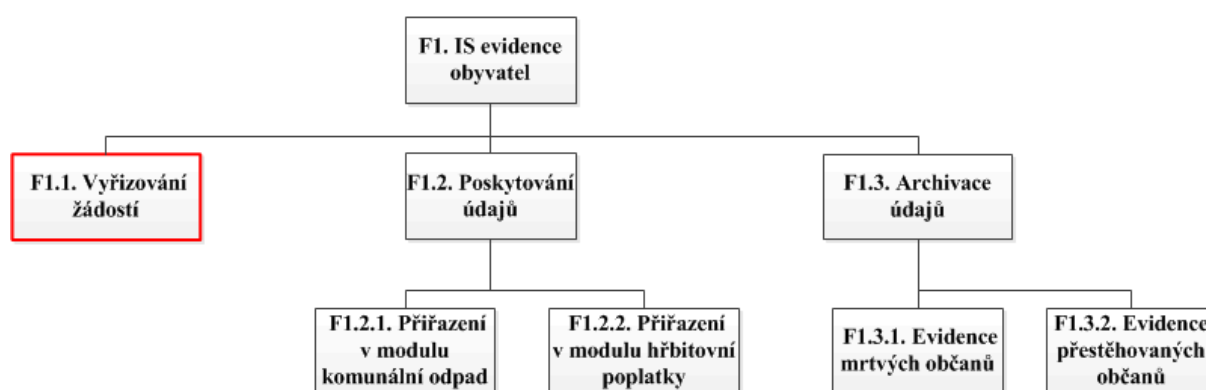 F1. IS evidence
obyvatel
F1.1. Vyřizování
žádostí
F1.2. Poskytování
údajů
F1.3. Archivace
údajů
F1.2.1. Přiřazení
v modulu
komunální odpad
F1.2.2. Přiřazení
v modulu hřbitovní
poplatky
F1.3.1. Evidence
mrtvých občanů
F1.3.2. Evidence
přestěhovaných
občanů